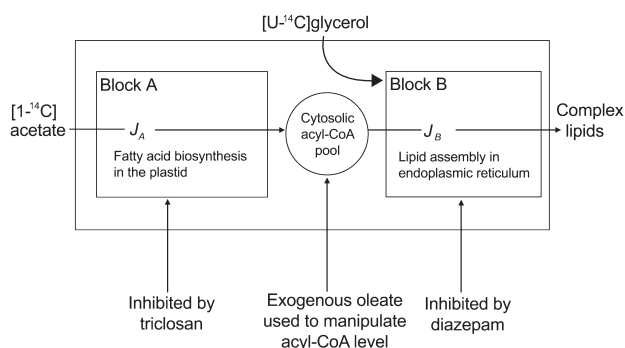 [U-¹⁴C]glycerol
Block A
Block B
[1-¹⁴C]
acetate
J_A
Fatty acid biosynthesis
in the plastid
Cytosolic
acyl-CoA
pool
J_B
Lipid assembly in
endoplasmic reticulum
Complex
lipids
Inhibited by
triclosan
Exogenous oleate
used to manipulate
acyl-CoA level
Inhibited by
diazepam